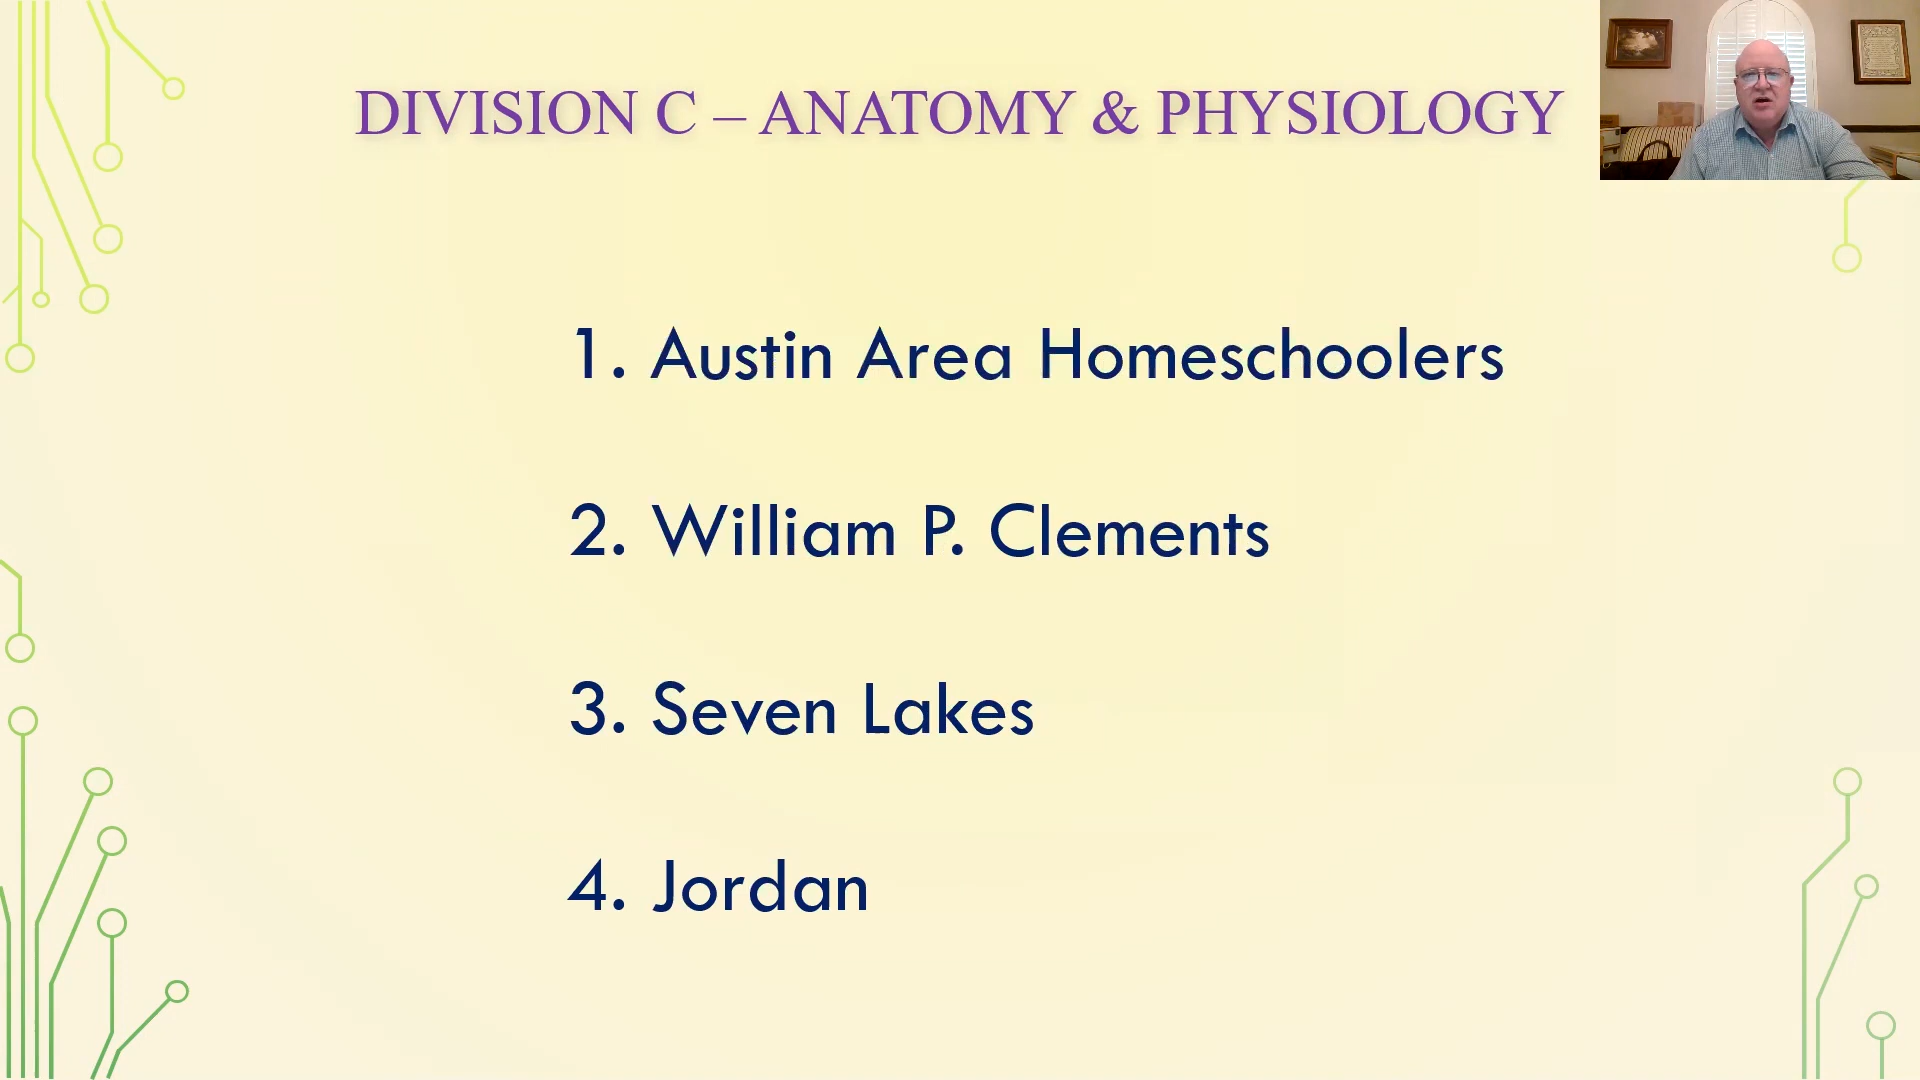 DIVISION C – ANATOMY & PHYSIOLOGY
1. Austin Area Homeschoolers
2. William P. Clements
3. Seven Lakes
4. Jordan